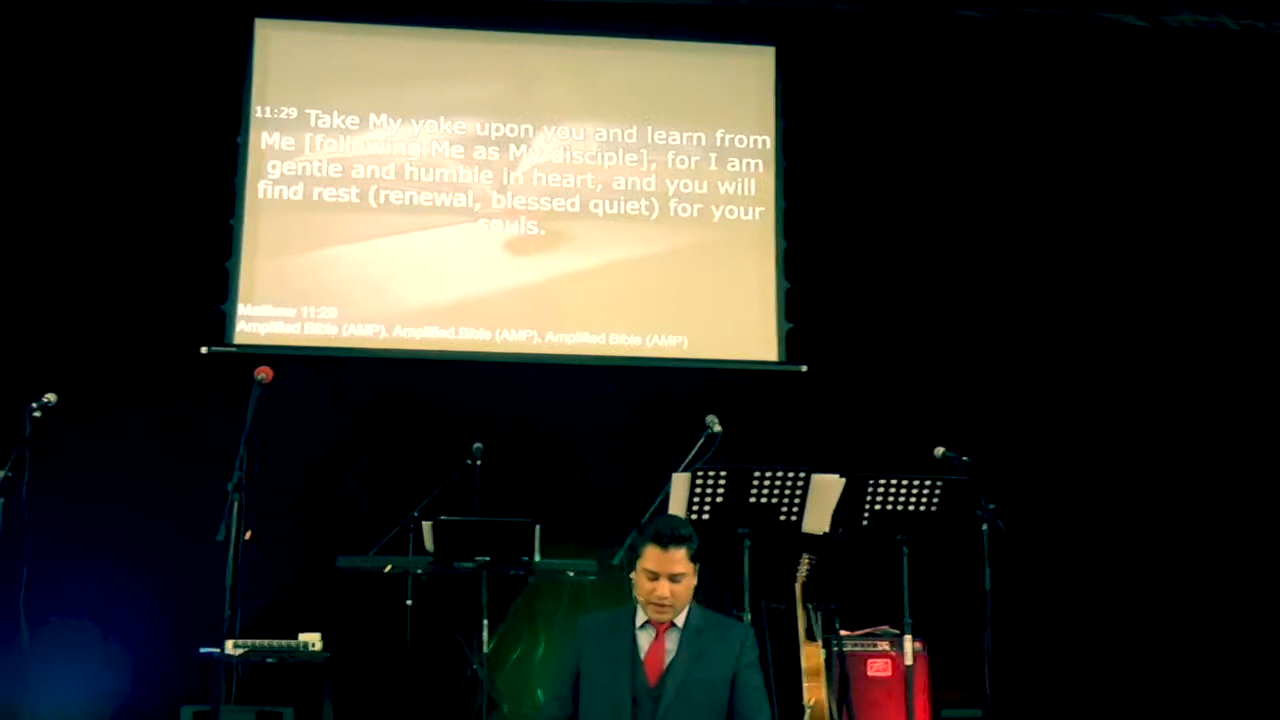 11:29 Take My yoke upon you and learn from
Me [following Me as My disciple], for I am
gentle and humble in heart, and you will
find rest (renewal, blessed quiet) for your
souls.
Matthew 11:29
Amplified Bible (AMP), Amplified Bible (AMP), Amplified Bible (AMP)